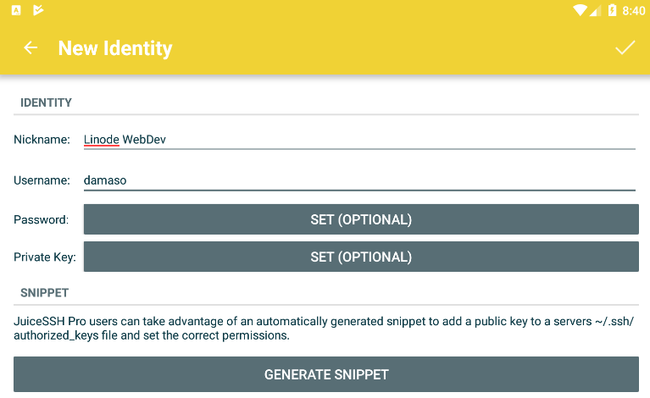 8:40
New Identity
IDENTITY
Nickname: Linode WebDev
Username: damaso
Password: SET (OPTIONAL)
Private Key: SET (OPTIONAL)
SNIPPET
JuiceSSH Pro users can take advantage of an automatically generated snippet to add a public key to a servers ~/.ssh/
authorized_keys file and set the correct permissions.
GENERATE SNIPPET